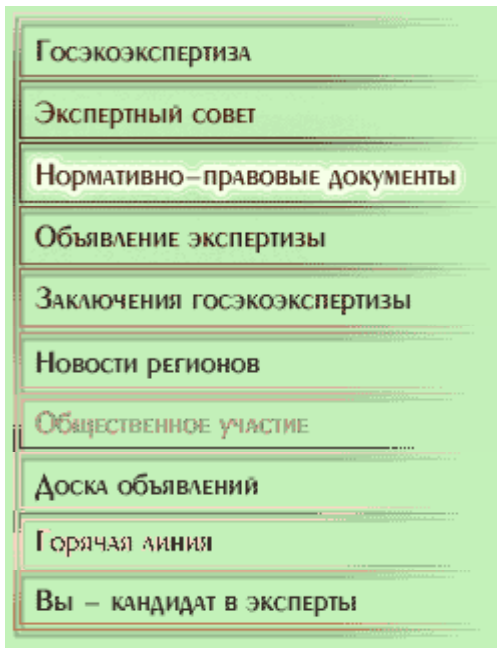 Госэкоэкспертиза
Экспертный совет
Нормативно–правовые документы
Объявление экспертизы
Заключения госэкоэкспертизы
Новости регионов
Общественное участие
Доска объявлений
Горячая линия
Вы – кандидат в эксперты